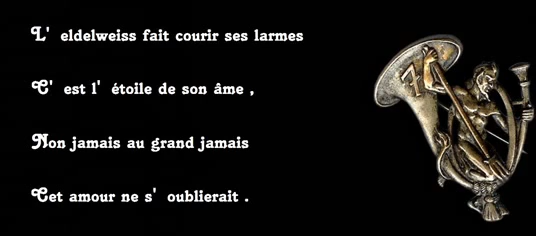 L' eldelweiss fait courir ses larmes
C' est l' étoile de son âme ,
Non jamais au grand jamais
Cet amour ne s' oublierait .
7